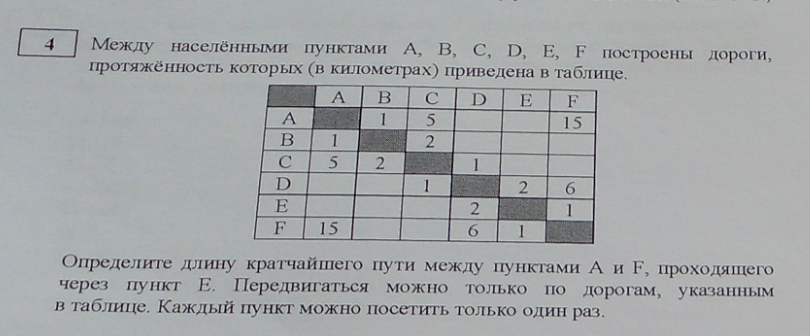 4 Между населёнными пунктами A, B, C, D, E, F построены дороги,
протяжённость которых (в километрах) приведена в таблице.
A B C D E F
A 1 5 15
B 1 2
C 5 2 1
D 1 2 6
E 2 1
F 15 6 1
Определите длину кратчайшего пути между пунктами A и F, проходящего
через пункт E. Передвигаться можно только по дорогам, указанным
в таблице. Каждый пункт можно посетить только один раз.